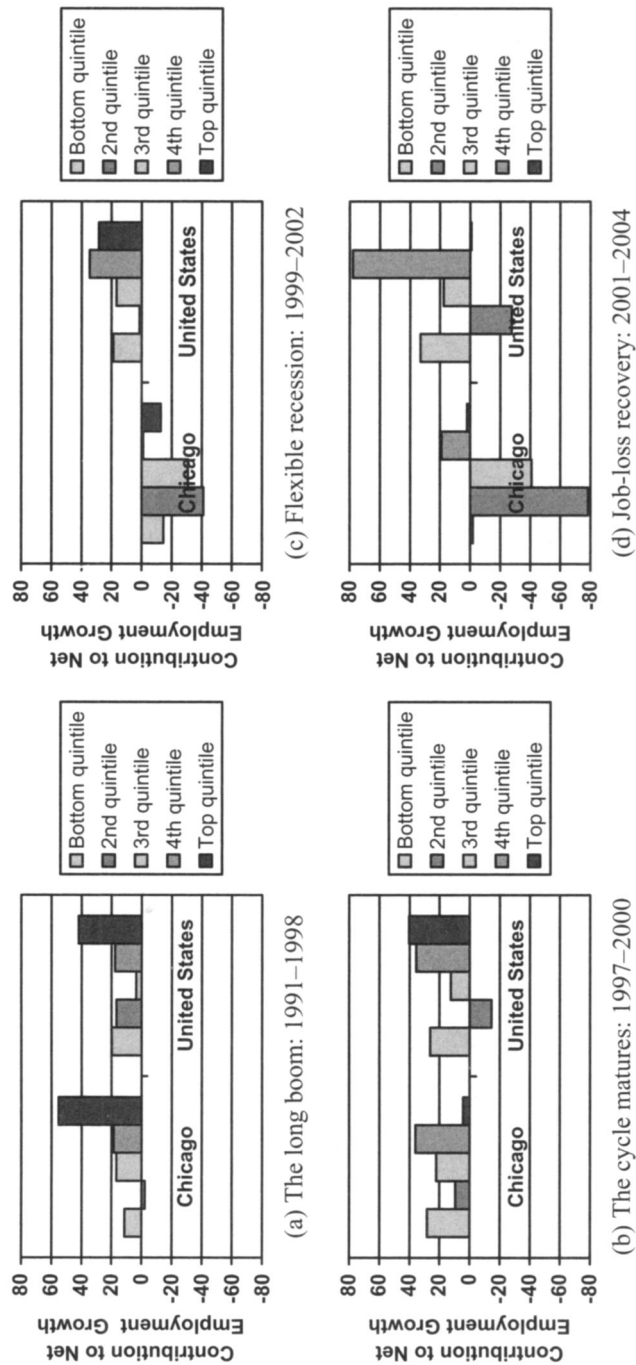 80
60
40
20
0
-20
-40
-60
-80
Contribution to Net
Employment Growth
Chicago
United States
Bottom quintile
2nd quintile
3rd quintile
4th quintile
Top quintile
(a) The long boom: 1991–1998
80
60
40
20
0
-20
-40
-60
-80
Contribution to Net
Employment Growth
Chicago
United States
Bottom quintile
2nd quintile
3rd quintile
4th quintile
Top quintile
(c) Flexible recession: 1999–2002
80
60
40
20
0
-20
-40
-60
-80
Contribution to Net
Employment Growth
Chicago
United States
Bottom quintile
2nd quintile
3rd quintile
4th quintile
Top quintile
(b) The cycle matures: 1997–2000
80
60
40
20
0
-20
-40
-60
-80
Contribution to Net
Employment Growth
Chicago
United States
Bottom quintile
2nd quintile
3rd quintile
4th quintile
Top quintile
(d) Job-loss recovery: 2001–2004